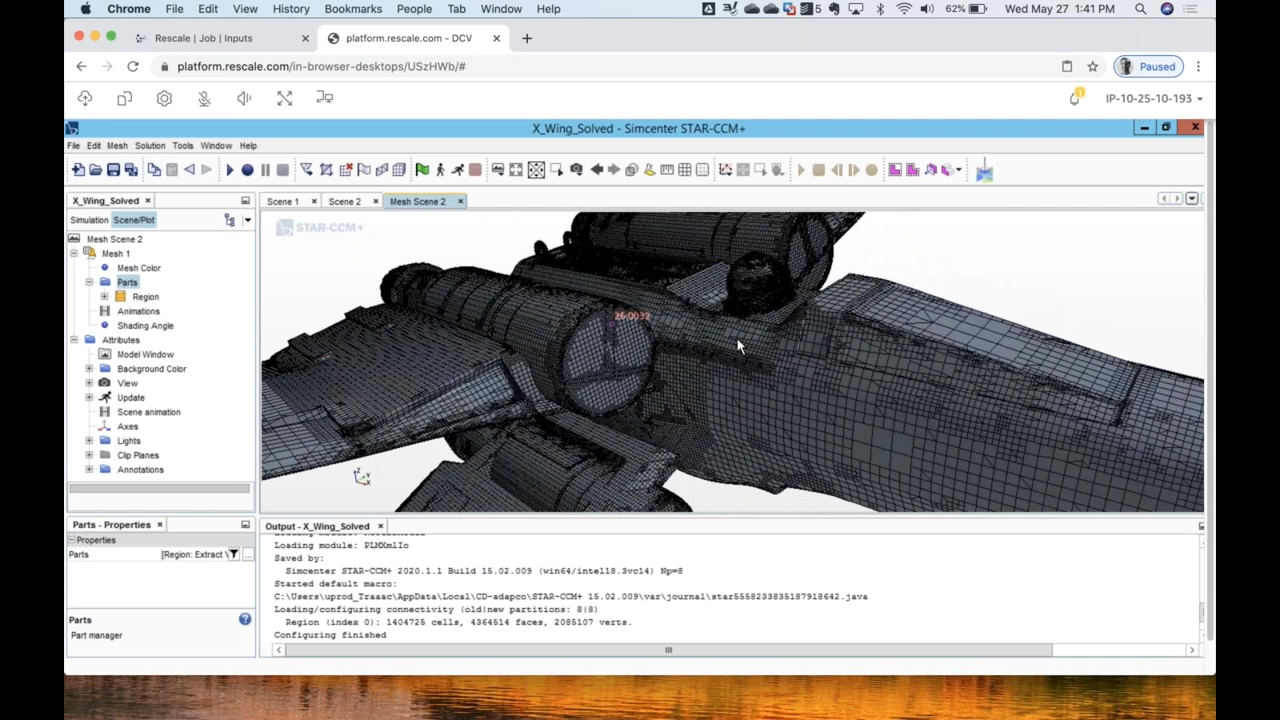 Chrome File Edit View History Bookmarks People Tab Window Help 5 62% Wed May 27 1:41 PM
Rescale | Job | Inputs platform.rescale.com - DCV
platform.rescale.com/in-browser-desktops/USzHWb/# Paused
1 IP-10-25-10-193
X_Wing_Solved - Simcenter STAR-CCM+
File Edit Mesh Solution Tools Window Help
X_Wing_Solved Scene 1 Scene 2 Mesh Scene 2
Simulation Scene/Plot
STAR-CCM+
Mesh Scene 2
Mesh 1
Mesh Color
Parts
Region
Animations
Shading Angle
Attributes
Model Window
Background Color
View
Update
Scene animation
Axes
Lights
Clip Planes
Annotations
26.0032
Z Y X
Parts - Properties
Properties
Parts [Region: Extract V ...
Parts
Part manager
Output - X_Wing_Solved
Loading module: PLMXmlIo
Saved by:
Simcenter STAR-CCM+ 2020.1.1 Build 15.02.009 (win64/intel18.3vc14) Np=8
Started default macro:
C:\Users\uprod_Traaac\AppData\Local\CD-adapco\STAR-CCM+ 15.02.009\var\journal\star5558233835187918642.java
Loading/configuring connectivity (old|new partitions: 8|8)
Region (index 0): 1404725 cells, 4364514 faces, 2085107 verts.
Configuring finished